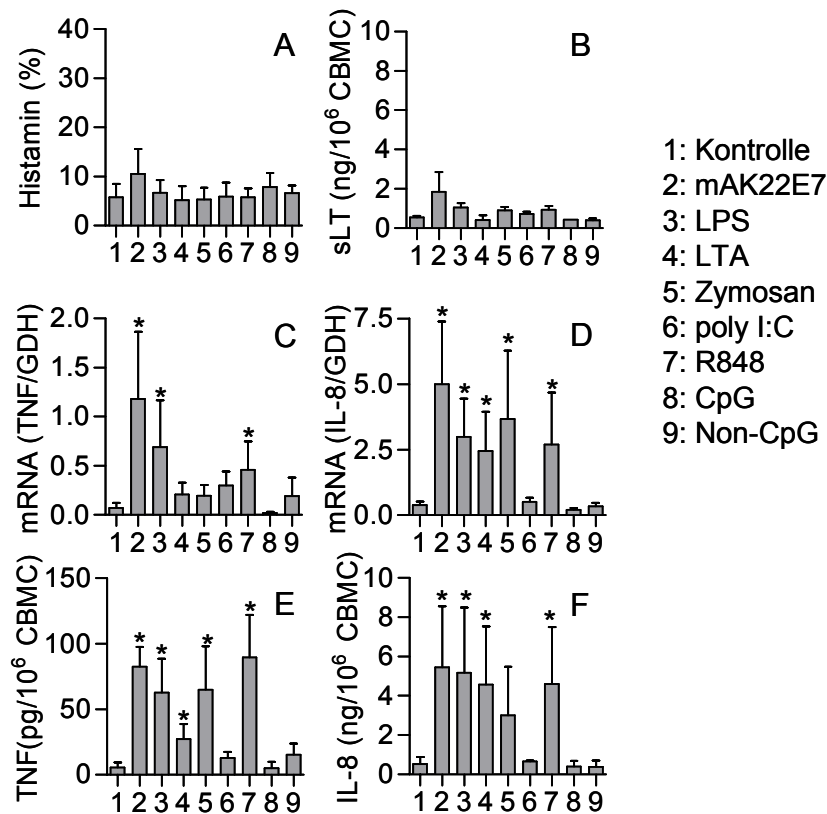 A
Histamin (%)
40
30
20
10
0
1 2 3 4 5 6 7 8 9
B
sLT (ng/10⁶ CBMC)
10
8
6
4
2
0
1 2 3 4 5 6 7 8 9
1: Kontrolle
2: mAK22E7
3: LPS
4: LTA
5: Zymosan
6: poly I:C
7: R848
8: CpG
9: Non-CpG
C
mRNA (TNF/GDH)
2.0
1.5
1.0
0.5
0.0
* * *
1 2 3 4 5 6 7 8 9
D
mRNA (IL-8/GDH)
7.5
5.0
2.5
0.0
* * * * *
1 2 3 4 5 6 7 8 9
E
TNF(pg/10⁶ CBMC)
150
100
50
0
* * * * *
1 2 3 4 5 6 7 8 9
F
IL-8 (ng/10⁶ CBMC)
10
8
6
4
2
0
* * * *
1 2 3 4 5 6 7 8 9